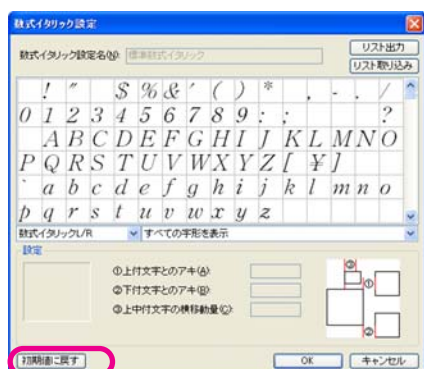 数式イタリック設定
数式イタリック設定名(N): 標準数式イタリック
リスト出力
リスト取り込み
! " $ % & ' ( ) * , - . /
0 1 2 3 4 5 6 7 8 9 : ; ?
A B C D E F G H I J K L M N O
P Q R S T U V W X Y Z [ ¥ ]
` a b c d e f g h i j k l m n o
p q r s t u v w x y z
数式イタリックL/R すべての字形を表示
設定
①上付文字とのアキ(A):
②下付文字とのアキ(B):
③上中付文字の横移動量(C):
③
①
②
初期値に戻す OK キャンセル